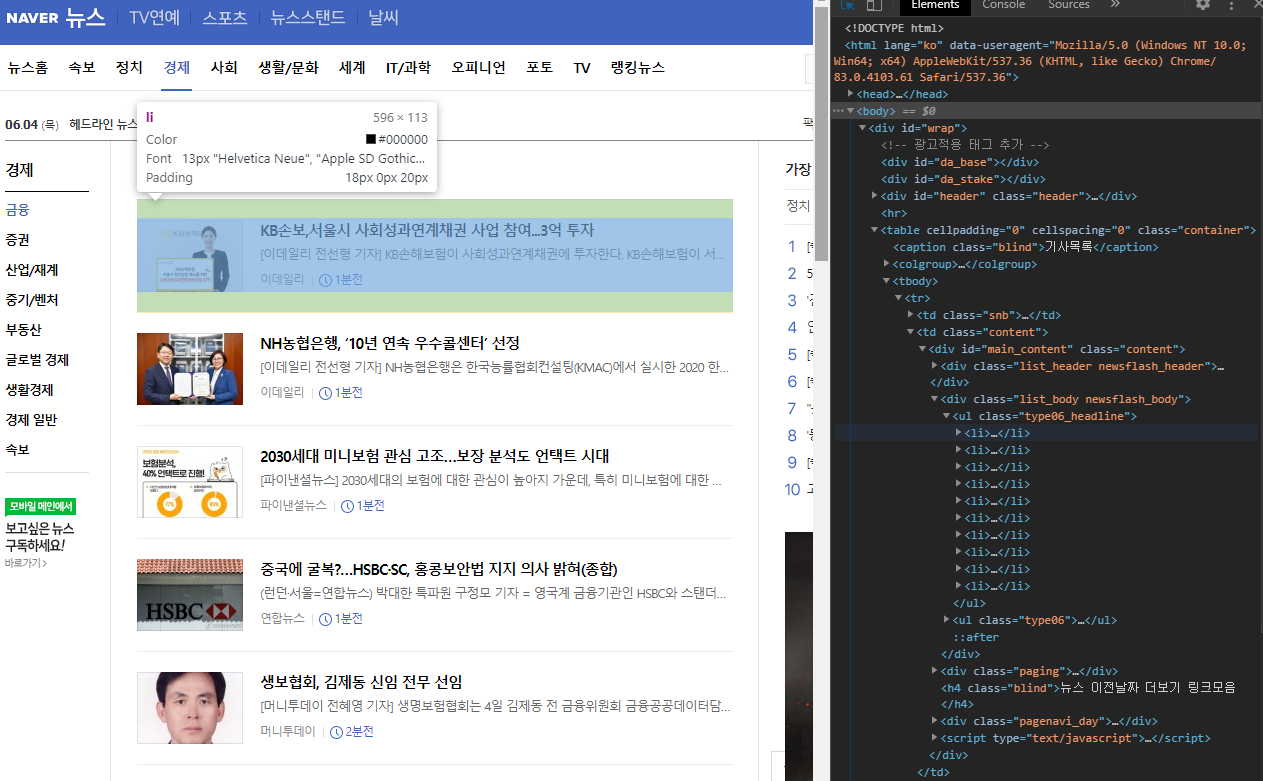 NAVER 뉴스 TV연예 스포츠 뉴스스탠드 날씨
뉴스홈 속보 정치 경제 사회 생활/문화 세계 IT/과학 오피니언 포토 TV 랭킹뉴스
06.04 (목) 헤드라인 뉴스
li 596 × 113
Color #000000
Font 13px "Helvetica Neue", "Apple SD Gothic...
Padding 18px 0px 20px
경제
금융
증권
산업/재계
중기/벤처
부동산
글로벌 경제
생활경제
경제 일반
속보
모바일 메인에서
보고싶은 뉴스
구독하세요!
바로가기>
KB손보,서울시 사회성과연계채권 사업 참여...3억 투자
[이데일리 전선형 기자] KB손해보험이 사회성과연계채권에 투자한다. KB손해보험이 서...
이데일리 1분전
NH농협은행, ‘10년 연속 우수콜센터’ 선정
[이데일리 전선형 기자] NH농협은행은 한국능률협회컨설팅(KMAC)에서 실시한 2020 한...
이데일리 1분전
보험분석,
40% 언택트로 진행!
2030세대 미니보험 관심 고조…보장 분석도 언택트 시대
[파이낸셜뉴스] 2030세대의 보험에 대한 관심이 높아지 가운데, 특히 미니보험에 대한 ...
파이낸셜뉴스 1분전
HSBC
중국에 굴복?…HSBC·SC, 홍콩보안법 지지 의사 밝혀(종합)
(런던·서울=연합뉴스) 박대한 특파원 구정모 기자 = 영국계 금융기관인 HSBC와 스탠더...
연합뉴스 1분전
생보협회, 김제동 신임 전무 선임
[머니투데이 전혜영 기자] 생명보험협회는 4일 김제동 전 금융위원회 금융공공데이터담...
머니투데이 2분전
가장
정치
1
2
3
4
5
6
7
8
9
10
Elements Console Sources »
<!DOCTYPE html>
<html lang="ko" data-useragent="Mozilla/5.0 (Windows NT 10.0;
Win64; x64) AppleWebKit/537.36 (KHTML, like Gecko) Chrome/
83.0.4103.61 Safari/537.36">
<head>…</head>
<body> == $0
<div id="wrap">
<!-- 광고적용 태그 추가 -->
<div id="da_base"></div>
<div id="da_stake"></div>
<div id="header" class="header">…</div>
<hr>
<table cellpadding="0" cellspacing="0" class="container">
<caption class="blind">기사목록</caption>
<colgroup>…</colgroup>
<tbody>
<tr>
<td class="snb">…</td>
<td class="content">
<div id="main_content" class="content">
<div class="list_header newsflash_header">…
</div>
<div class="list_body newsflash_body">
<ul class="type06_headline">
<li>…</li>
<li>…</li>
<li>…</li>
<li>…</li>
<li>…</li>
<li>…</li>
<li>…</li>
<li>…</li>
<li>…</li>
<li>…</li>
</ul>
<ul class="type06">…</ul>
::after
</div>
<div class="paging">…</div>
<h4 class="blind">뉴스 이전날짜 더보기 링크모음
</h4>
<div class="pagenavi_day">…</div>
<script type="text/javascript">…</script>
</div>
</td>